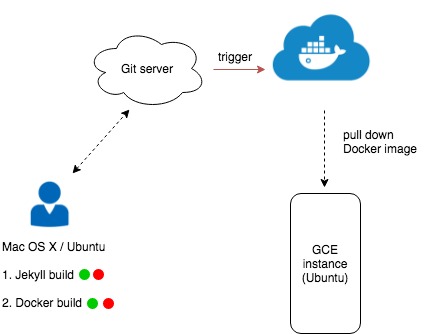 Git server
trigger
pull down
Docker image
Mac OS X / Ubuntu
1. Jekyll build
2. Docker build
GCE
instance
(Ubuntu)